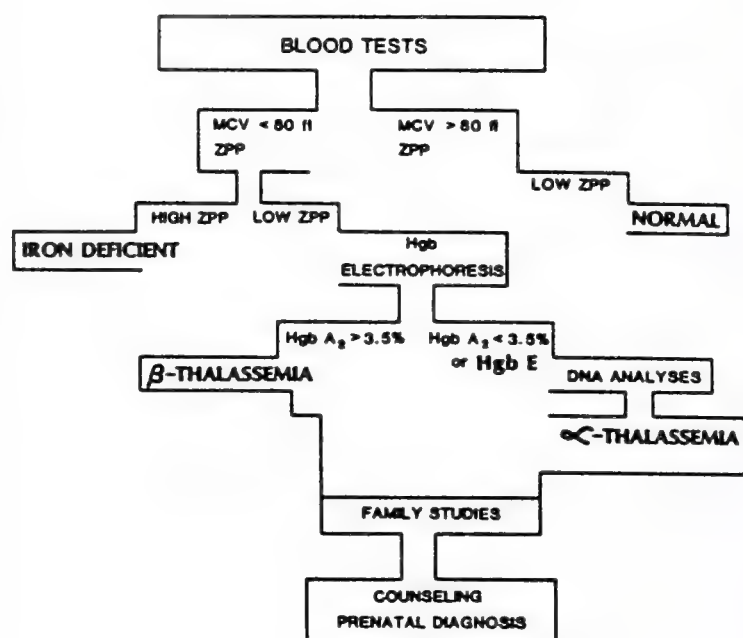 BLOOD TESTS
MCV < 80 fl
ZPP
MCV > 80 fl
ZPP
LOW ZPP
HIGH ZPP
LOW ZPP
NORMAL
IRON DEFICIENT
Hgb
ELECTROPHORESIS
Hgb A₂ > 3.5%
Hgb A₂ < 3.5%
or Hgb E
β-THALASSEMIA
DNA ANALYSES
∝-THALASSEMIA
FAMILY STUDIES
COUNSELING
PRENATAL DIAGNOSIS